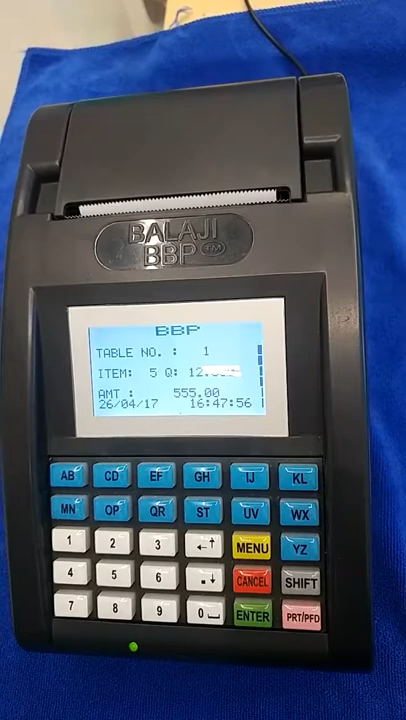 BALAJI
BBP TM
BBP
TABLE NO. : 1
ITEM: 5 Q: 12.
AMT : 555.00
26/04/17 16:47:56
AB CD EF GH IJ KL
MN OP QR ST UV WX
1 2 3 ←↑ MENU YZ
4 5 6 .↓ CANCEL SHIFT
7 8 9 0 ENTER PRT/PFD